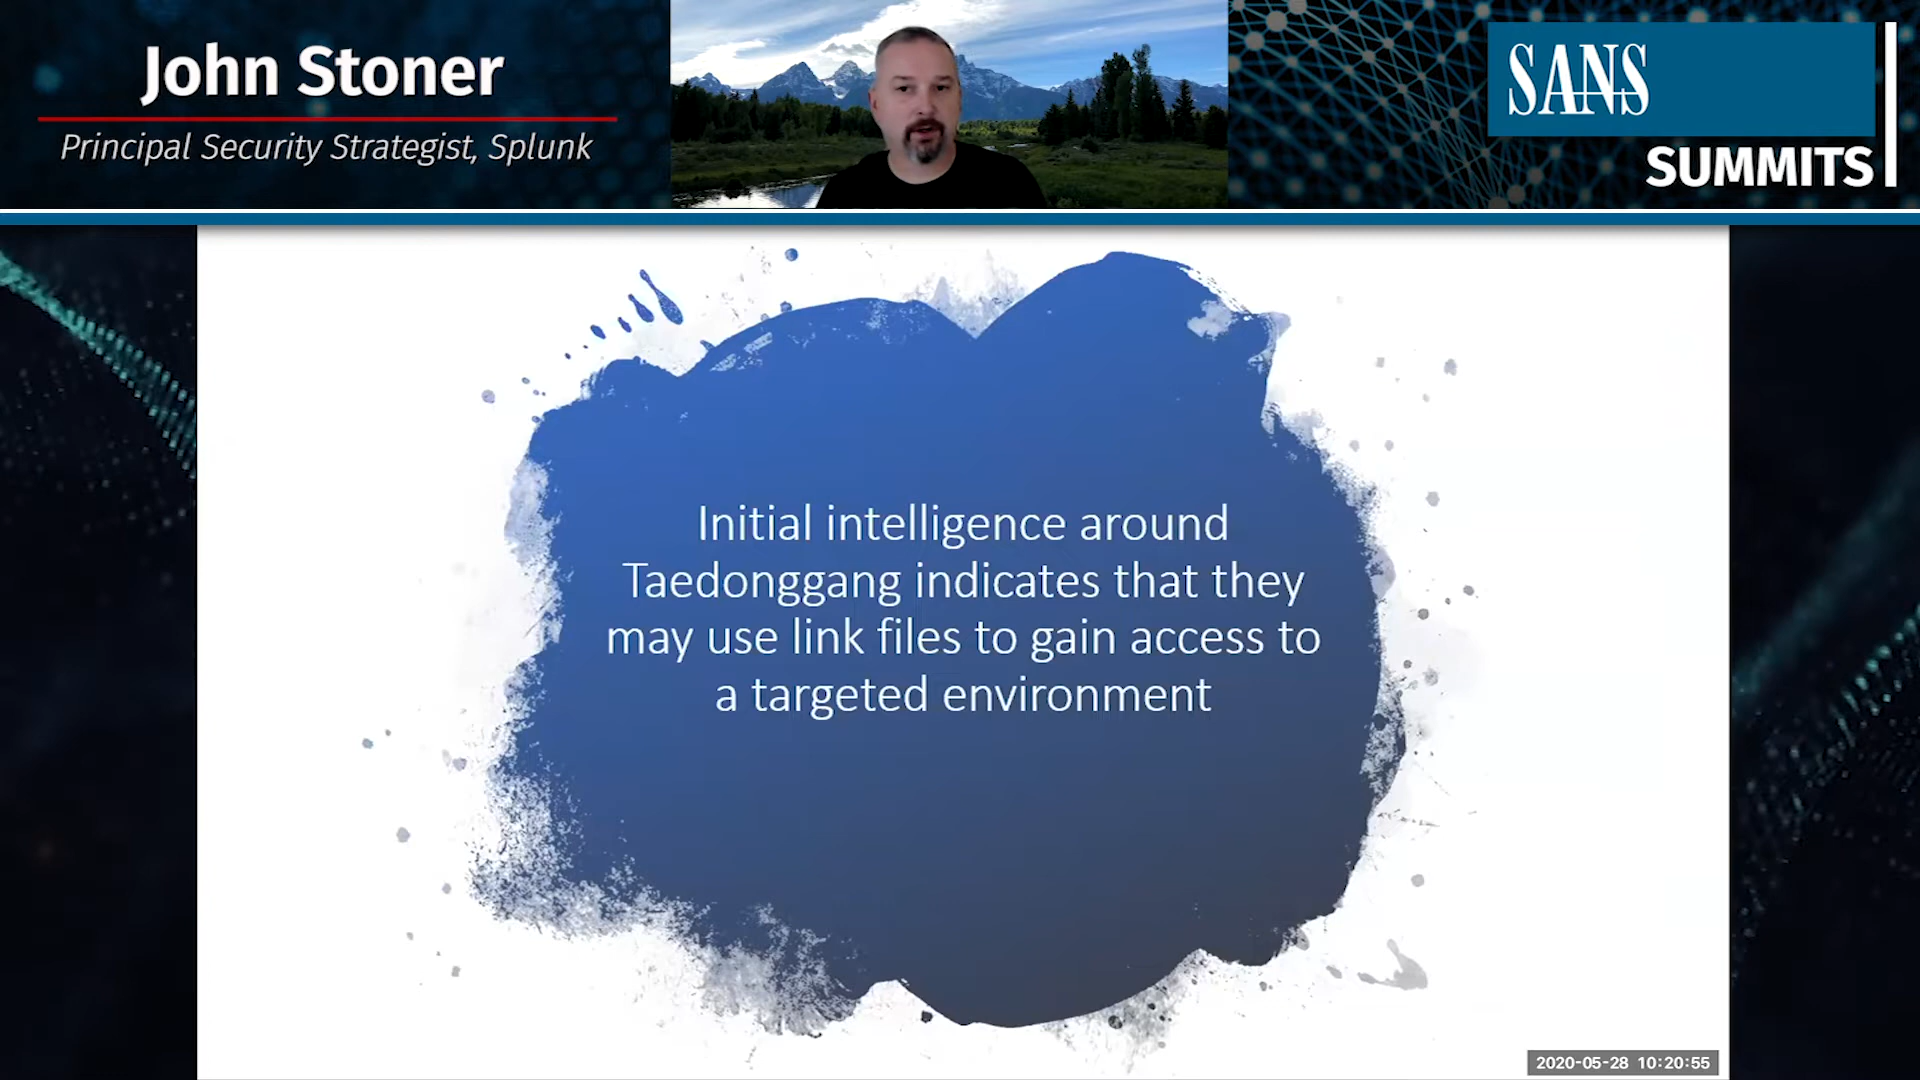 John Stoner
Principal Security Strategist, Splunk
SANS
SUMMITS
Initial intelligence around
Taedonggang indicates that they
may use link files to gain access to
a targeted environment
2020-05-28 10:20:55